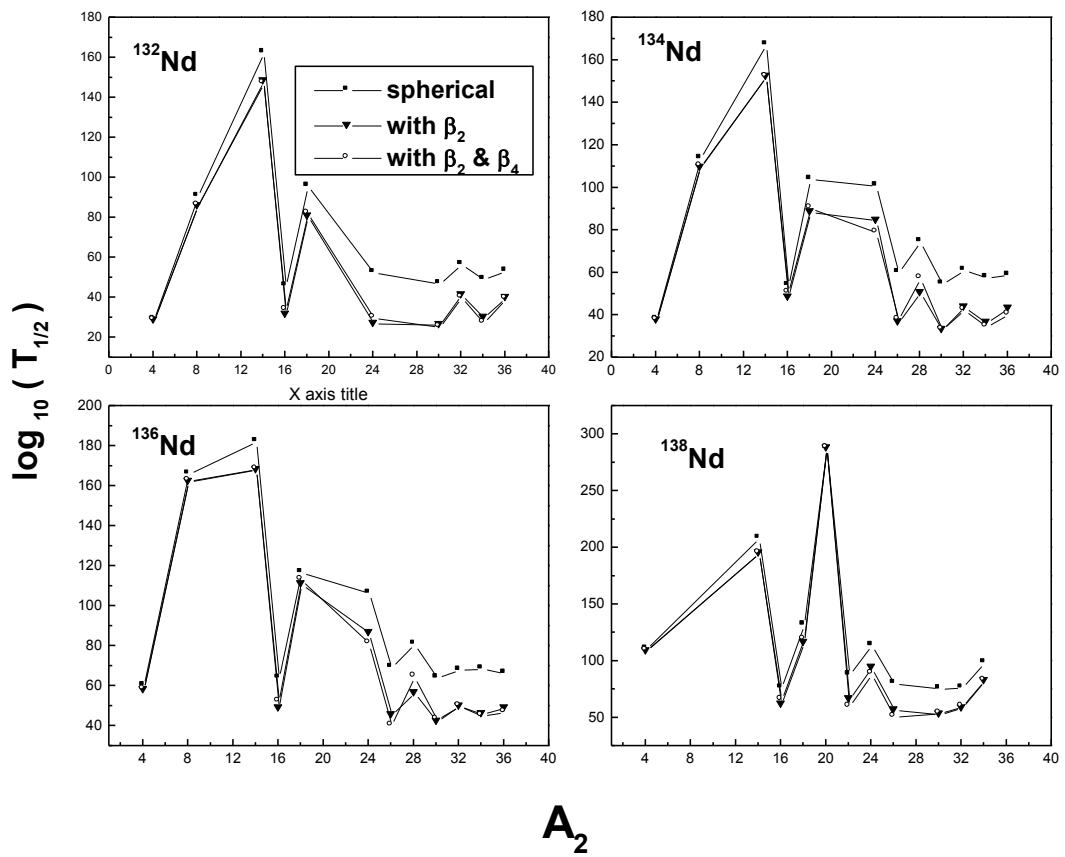 180
160
140
120
100
80
60
40
20
0 4 8 12 16 20 24 28 32 36 40
X axis title
¹³²Nd
spherical
with β₂
with β₂ & β₄
180
160
140
120
100
80
60
40
20
0 4 8 12 16 20 24 28 32 36 40
¹³⁴Nd
log ₁₀ ( T₁/₂ )
200
180
160
140
120
100
80
60
40
4 8 12 16 20 24 28 32 36 40
¹³⁶Nd
300
250
200
150
100
50
4 8 12 16 20 24 28 32 36 40
¹³⁸Nd
A₂